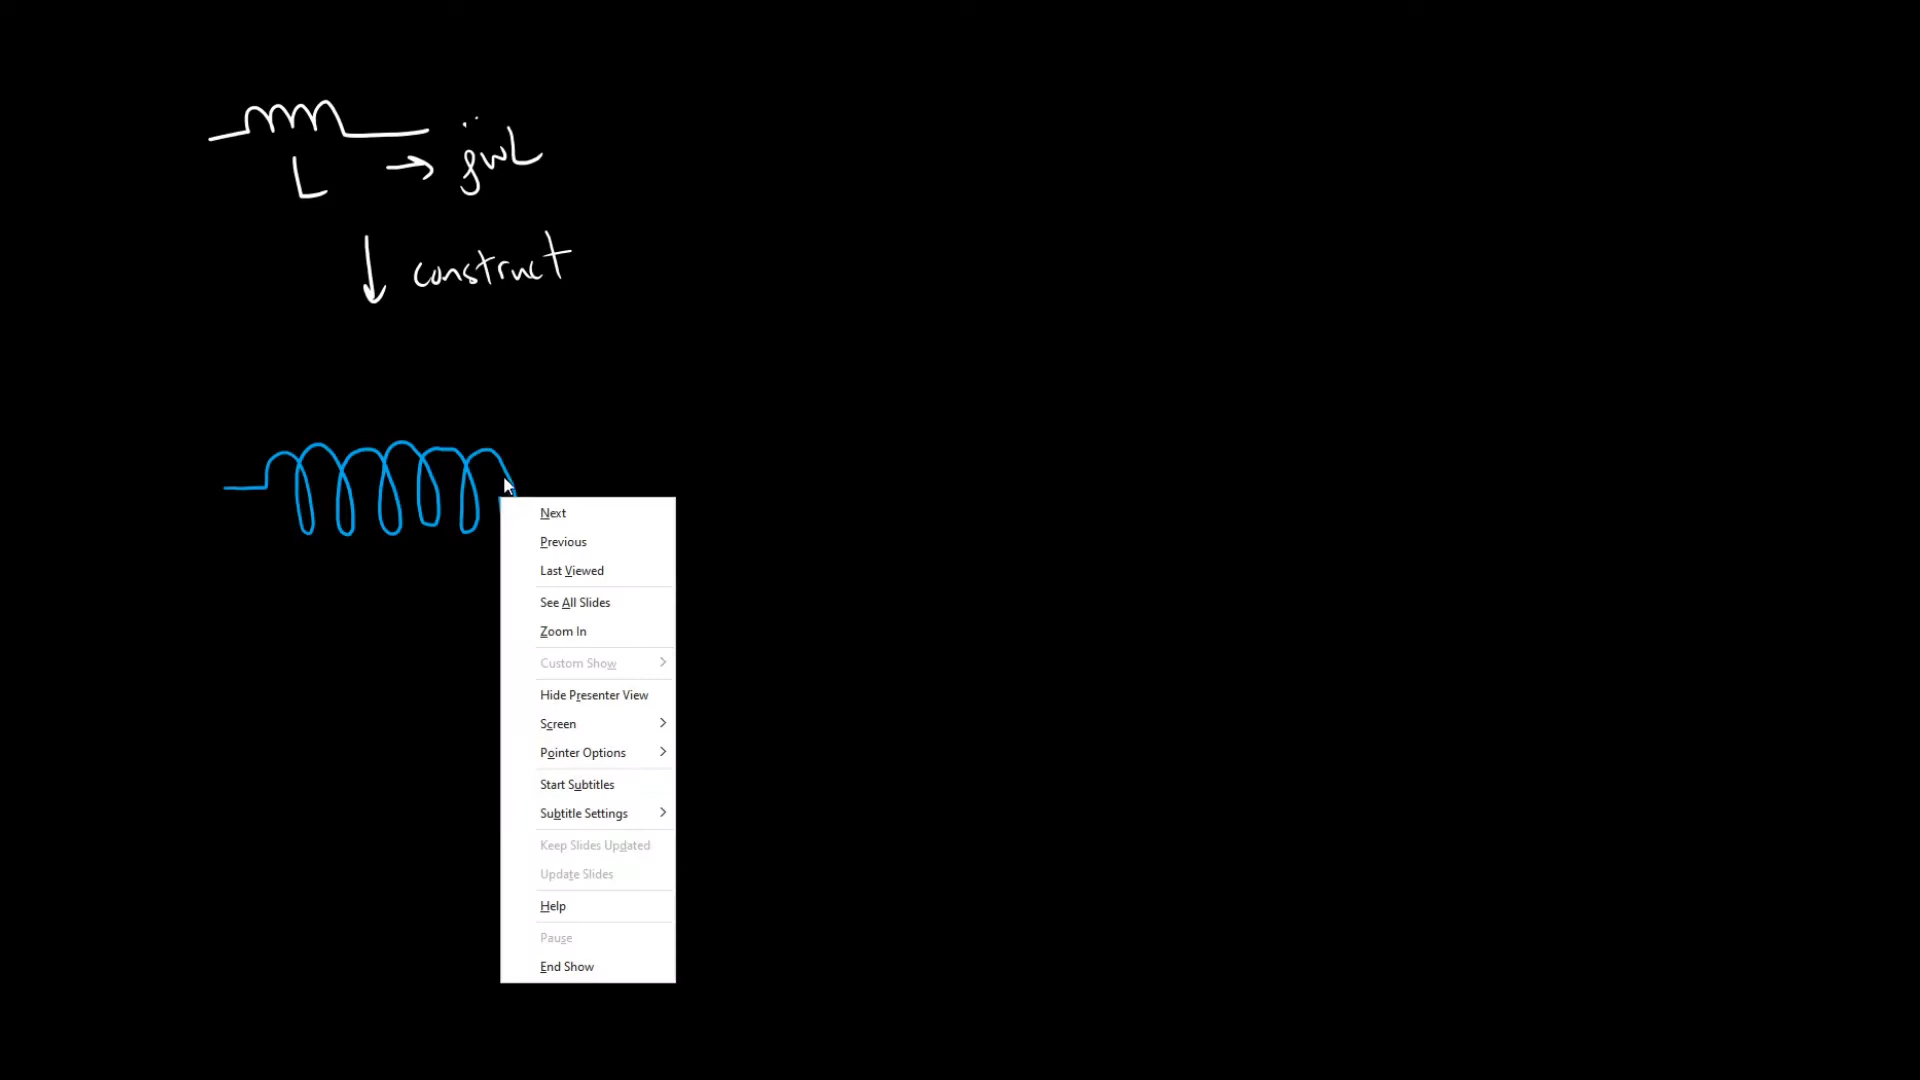 L → jwL
construct
Next
Previous
Last Viewed
See All Slides
Zoom In
Custom Show
Hide Presenter View
Screen
Pointer Options
Start Subtitles
Subtitle Settings
Keep Slides Updated
Update Slides
Help
Pause
End Show